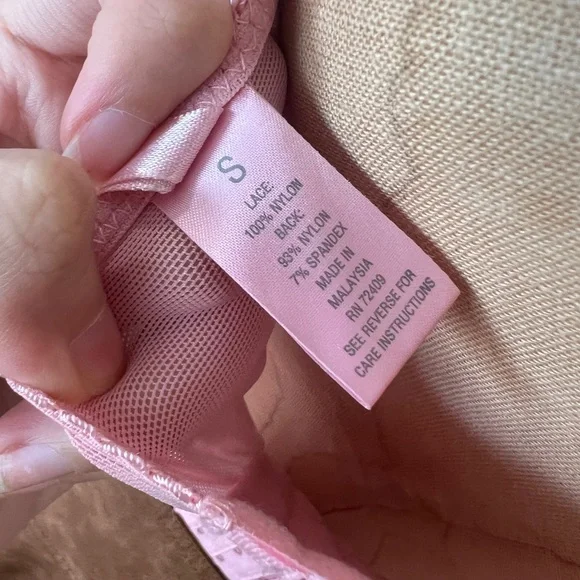 S
LACE:
100% NYLON
BACK:
93% NYLON
7% SPANDEX
MADE IN
MALAYSIA
RN 72409
SEE REVERSE FOR
CARE INSTRUCTIONS